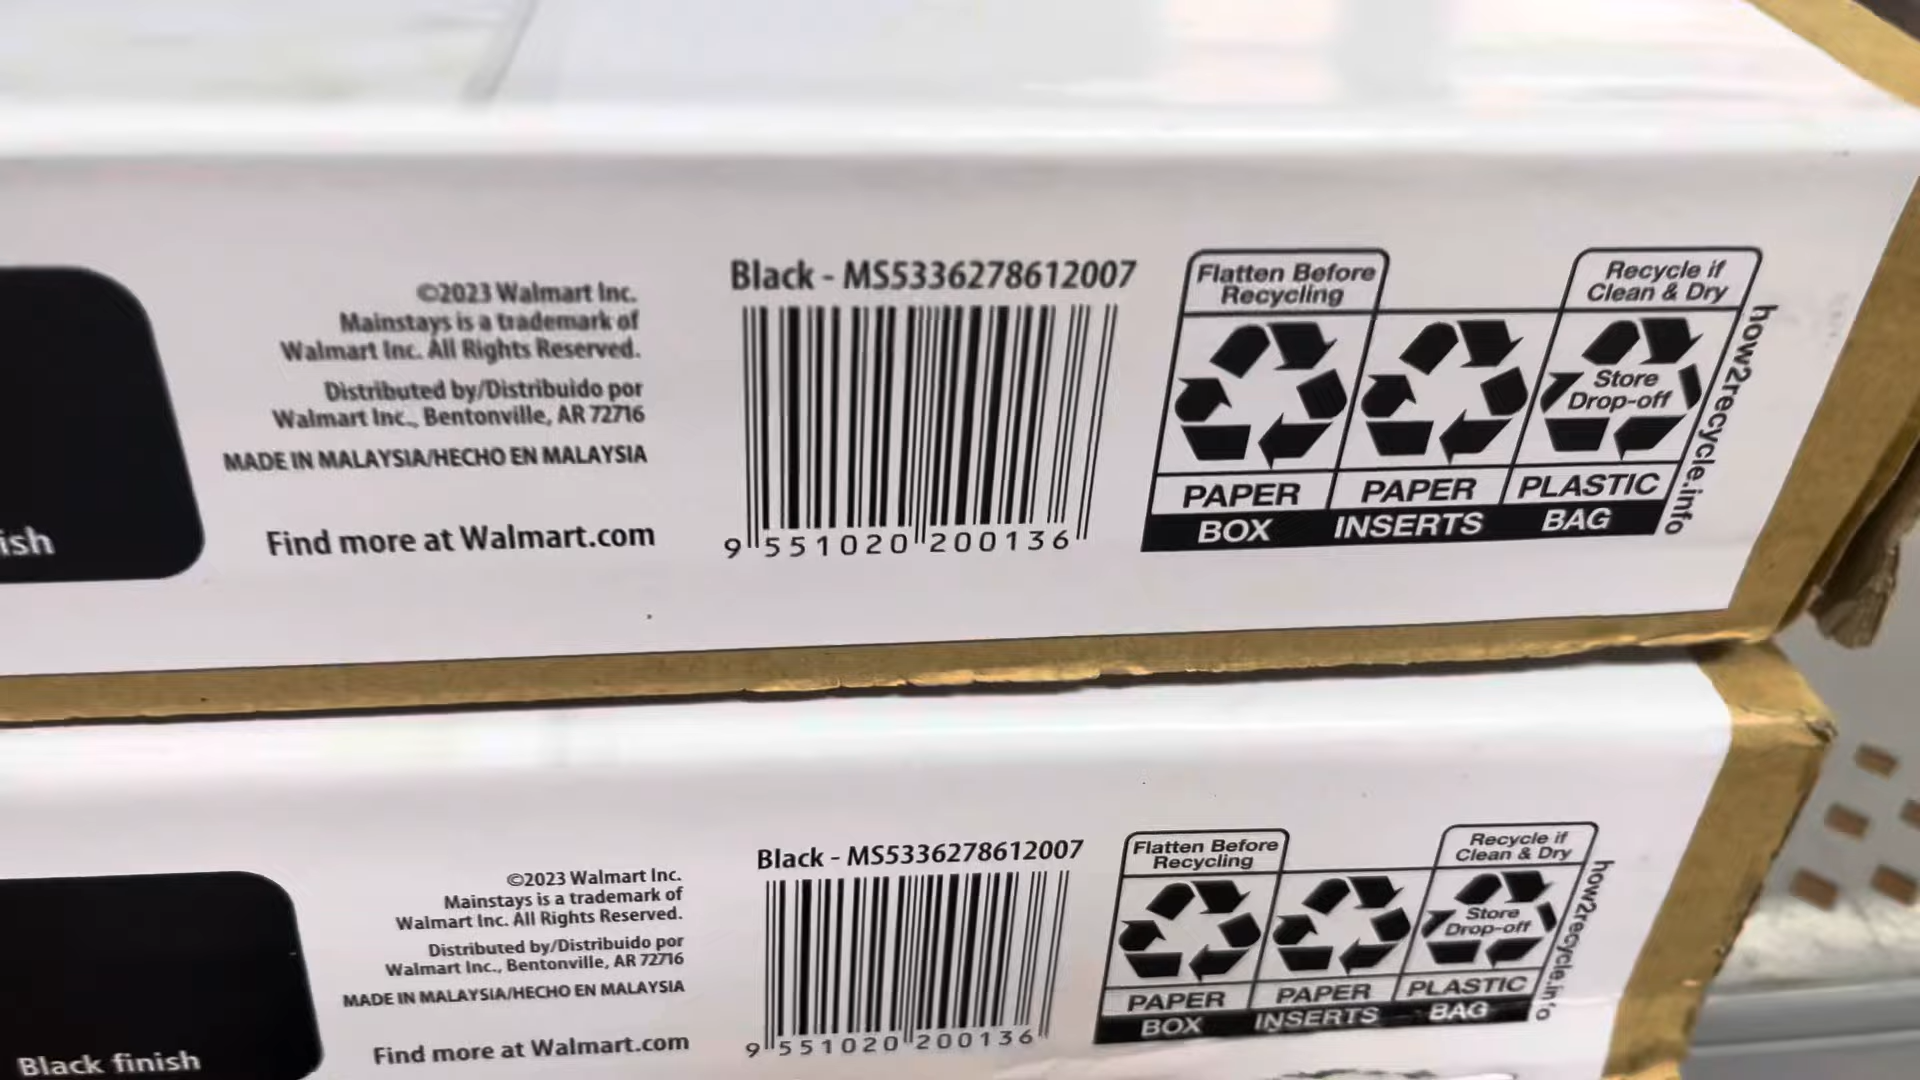 ish
©2023 Walmart Inc.
Mainstays is a trademark of
Walmart Inc. All Rights Reserved.
Distributed by/Distribuido por
Walmart Inc., Bentonville, AR 72716
MADE IN MALAYSIA/HECHO EN MALAYSIA
Find more at Walmart.com
Black - MS5336278612007
9 551020 200136
Flatten Before
Recycling
Recycle if
Clean & Dry
Store
Drop-off
PAPER PAPER PLASTIC
BOX INSERTS BAG
how2recycle.info
Black finish
©2023 Walmart Inc.
Mainstays is a trademark of
Walmart Inc. All Rights Reserved.
Distributed by/Distribuido por
Walmart Inc., Bentonville, AR 72716
MADE IN MALAYSIA/HECHO EN MALAYSIA
Find more at Walmart.com
Black - MS5336278612007
9 551020 200136
Flatten Before
Recycling
Recycle if
Clean & Dry
Store
Drop-off
PAPER PAPER PLASTIC
BOX INSERTS BAG
how2recycle.info